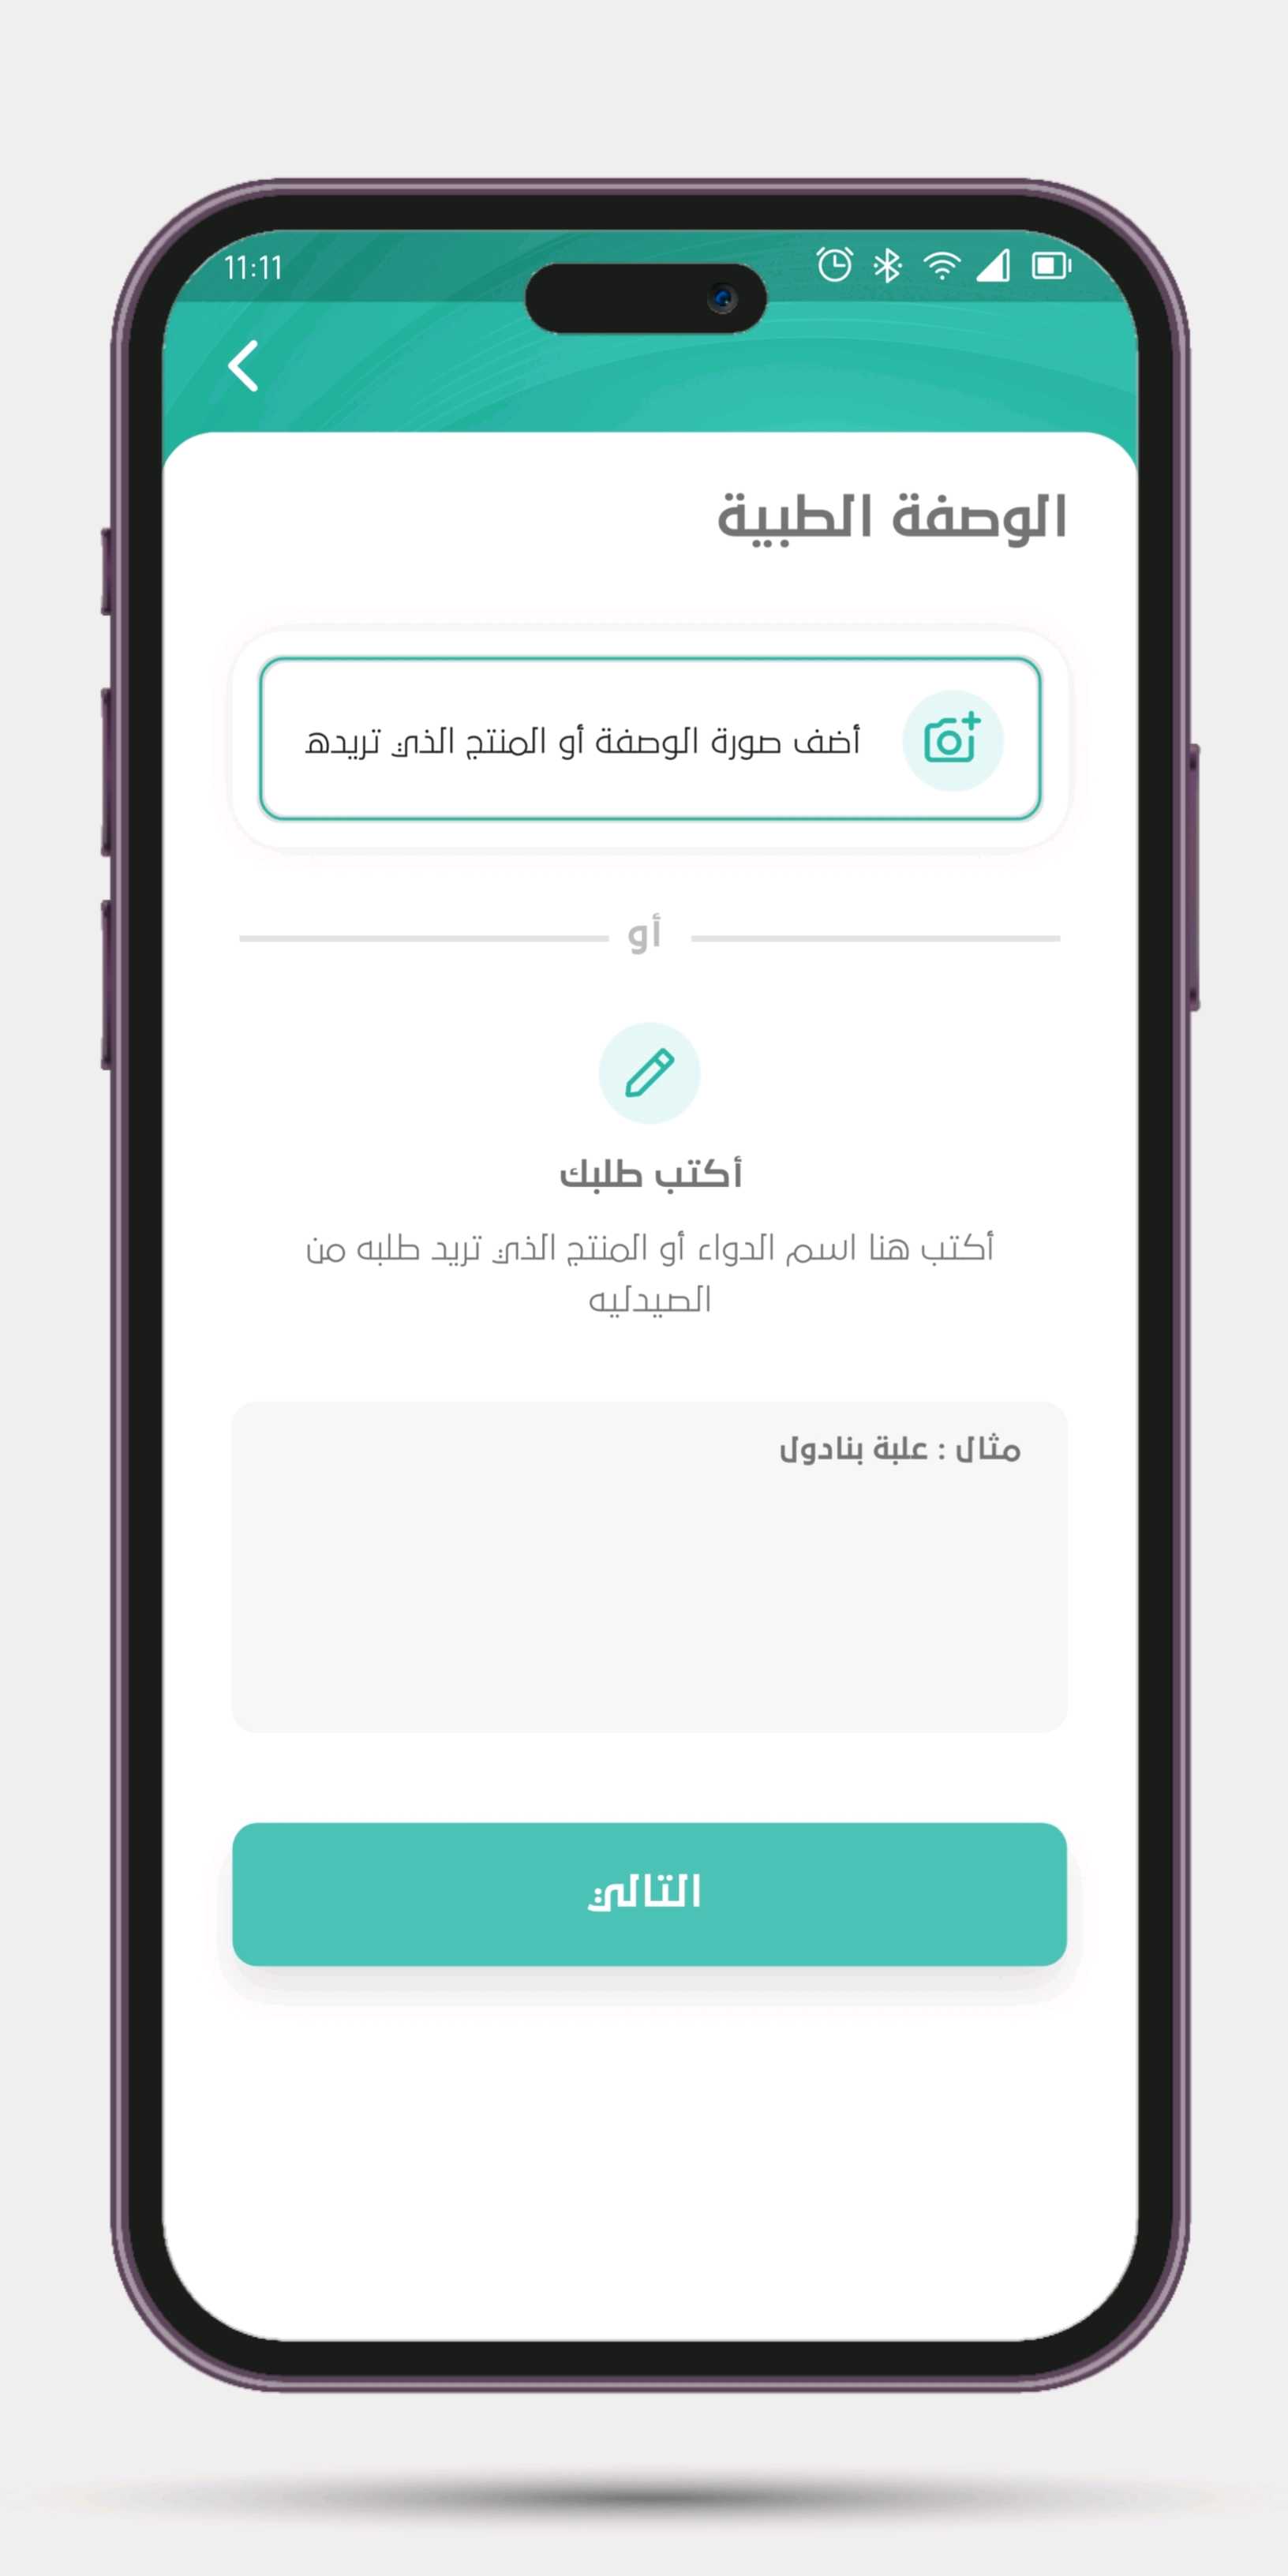 11:11
الوصفة الطبية
أضف صورة الوصفة أو المنتج الذي تريده
أو
أكتب طلبك
أكتب هنا اسم الدواء أو المنتج الذي تريد طلبه من
الصيدليه
مثال : علبة بنادول
التالي